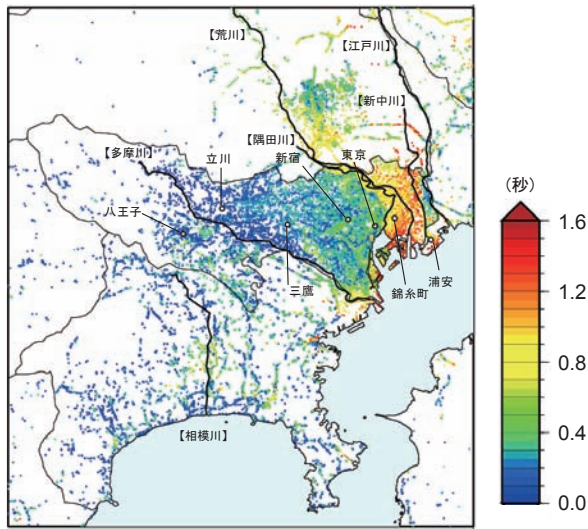 【荒川】
【江戸川】
【新中川】
【隅田川】
新宿
東京
【多摩川】
立川
八王子
三鷹
錦糸町
浦安
【相模川】
(秒)
1.6
1.2
0.8
0.4
0.0